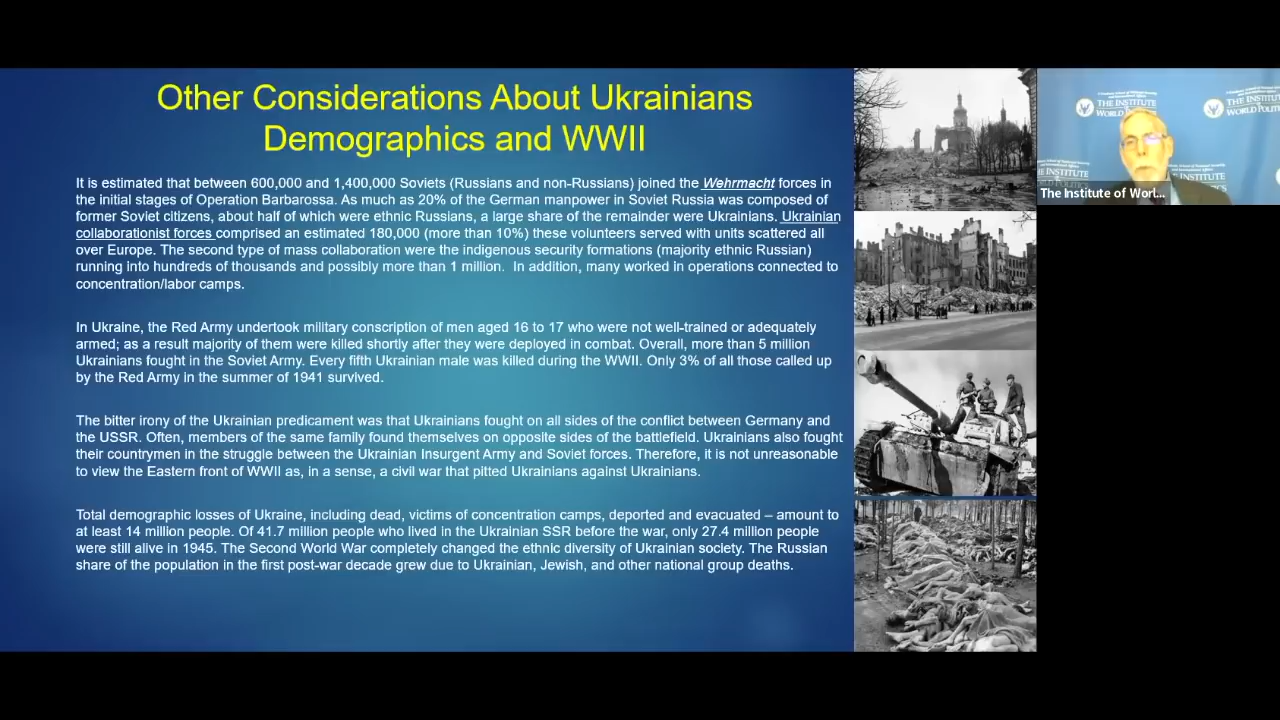 Other Considerations About Ukrainians
Demographics and WWII
It is estimated that between 600,000 and 1,400,000 Soviets (Russians and non-Russians) joined the Wehrmacht forces in
the initial stages of Operation Barbarossa. As much as 20% of the German manpower in Soviet Russia was composed of
former Soviet citizens, about half of which were ethnic Russians, a large share of the remainder were Ukrainians. Ukrainian
collaborationist forces comprised an estimated 180,000 (more than 10%) these volunteers served with units scattered all
over Europe. The second type of mass collaboration were the indigenous security formations (majority ethnic Russian)
running into hundreds of thousands and possibly more than 1 million. In addition, many worked in operations connected to
concentration/labor camps.
In Ukraine, the Red Army undertook military conscription of men aged 16 to 17 who were not well-trained or adequately
armed; as a result majority of them were killed shortly after they were deployed in combat. Overall, more than 5 million
Ukrainians fought in the Soviet Army. Every fifth Ukrainian male was killed during the WWII. Only 3% of all those called up
by the Red Army in the summer of 1941 survived.
The bitter irony of the Ukrainian predicament was that Ukrainians fought on all sides of the conflict between Germany and
the USSR. Often, members of the same family found themselves on opposite sides of the battlefield. Ukrainians also fought
their countrymen in the struggle between the Ukrainian Insurgent Army and Soviet forces. Therefore, it is not unreasonable
to view the Eastern front of WWII as, in a sense, a civil war that pitted Ukrainians against Ukrainians.
Total demographic losses of Ukraine, including dead, victims of concentration camps, deported and evacuated – amount to
at least 14 million people. Of 41.7 million people who lived in the Ukrainian SSR before the war, only 27.4 million people
were still alive in 1945. The Second World War completely changed the ethnic diversity of Ukrainian society. The Russian
share of the population in the first post-war decade grew due to Ukrainian, Jewish, and other national group deaths.
THE INSTITUTE
WORLD POLIT
THE INSTITUT
WORLD POLITI
INSTITUTE
The Institute of Worl...